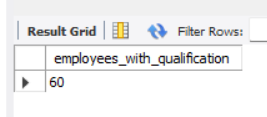 Result Grid Filter Rows:
employees_with_qualification
60